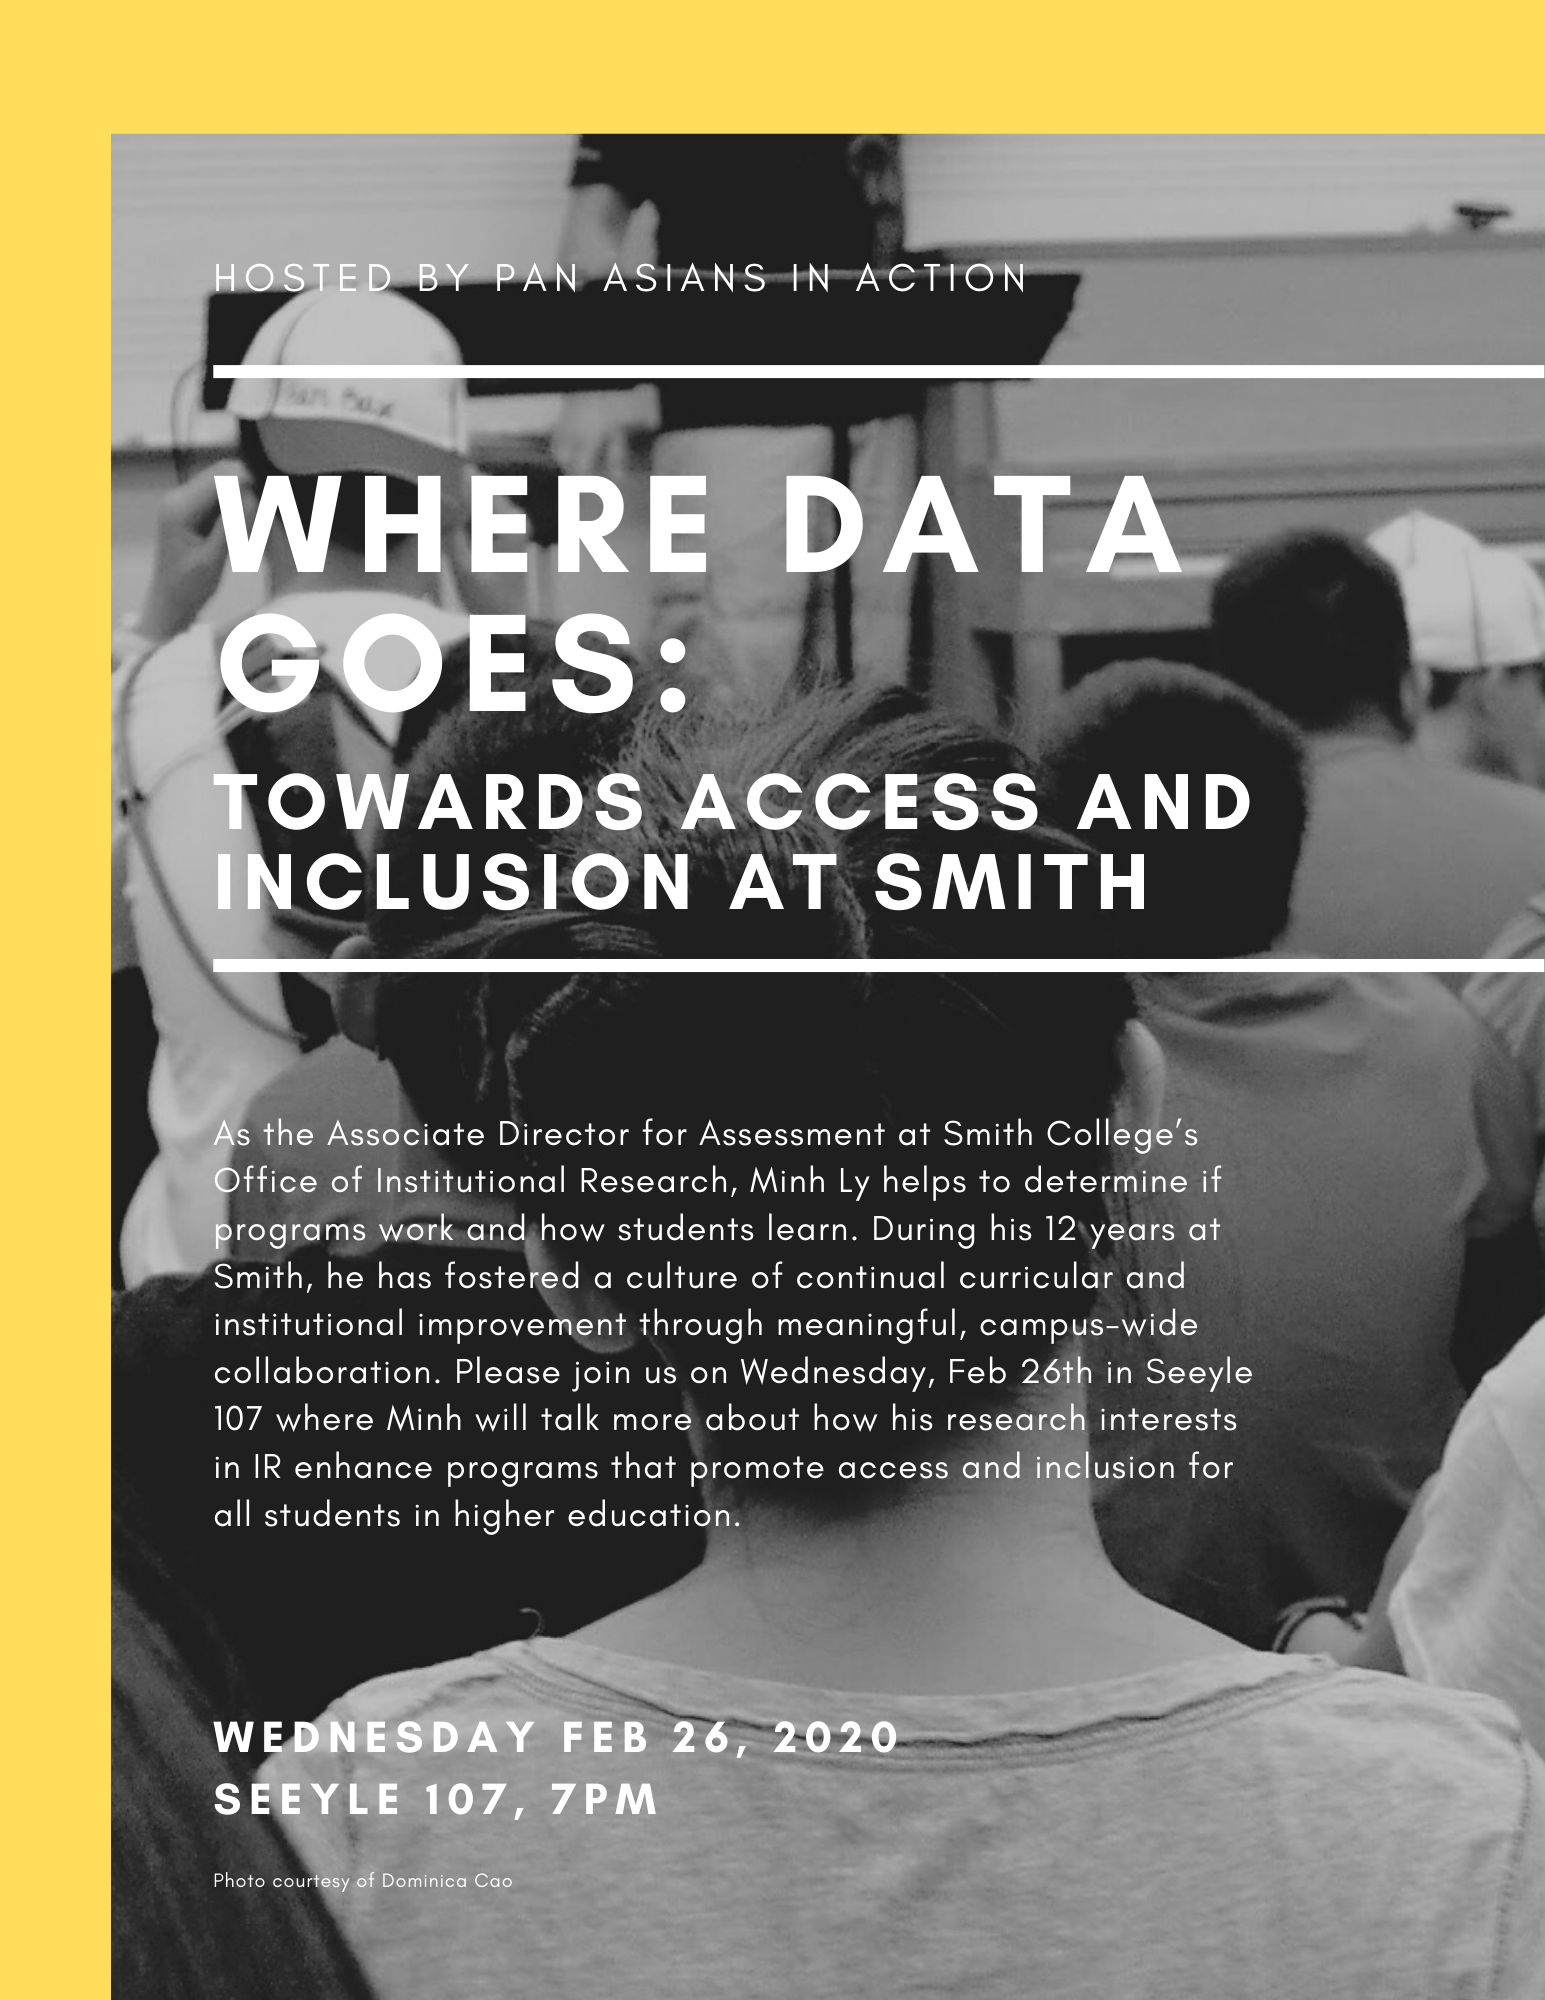 HOSTED BY PAN ASIANS IN ACTION
WHERE DATA
GOES:
TOWARDS ACCESS AND
INCLUSION AT SMITH
As the Associate Director for Assessment at Smith College’s
Office of Institutional Research, Minh Ly helps to determine if
programs work and how students learn. During his 12 years at
Smith, he has fostered a culture of continual curricular and
institutional improvement through meaningful, campus-wide
collaboration. Please join us on Wednesday, Feb 26th in Seeyle
107 where Minh will talk more about how his research interests
in IR enhance programs that promote access and inclusion for
all students in higher education.
WEDNESDAY FEB 26, 2020
SEEYLE 107, 7PM
Photo courtesy of Dominica Cao